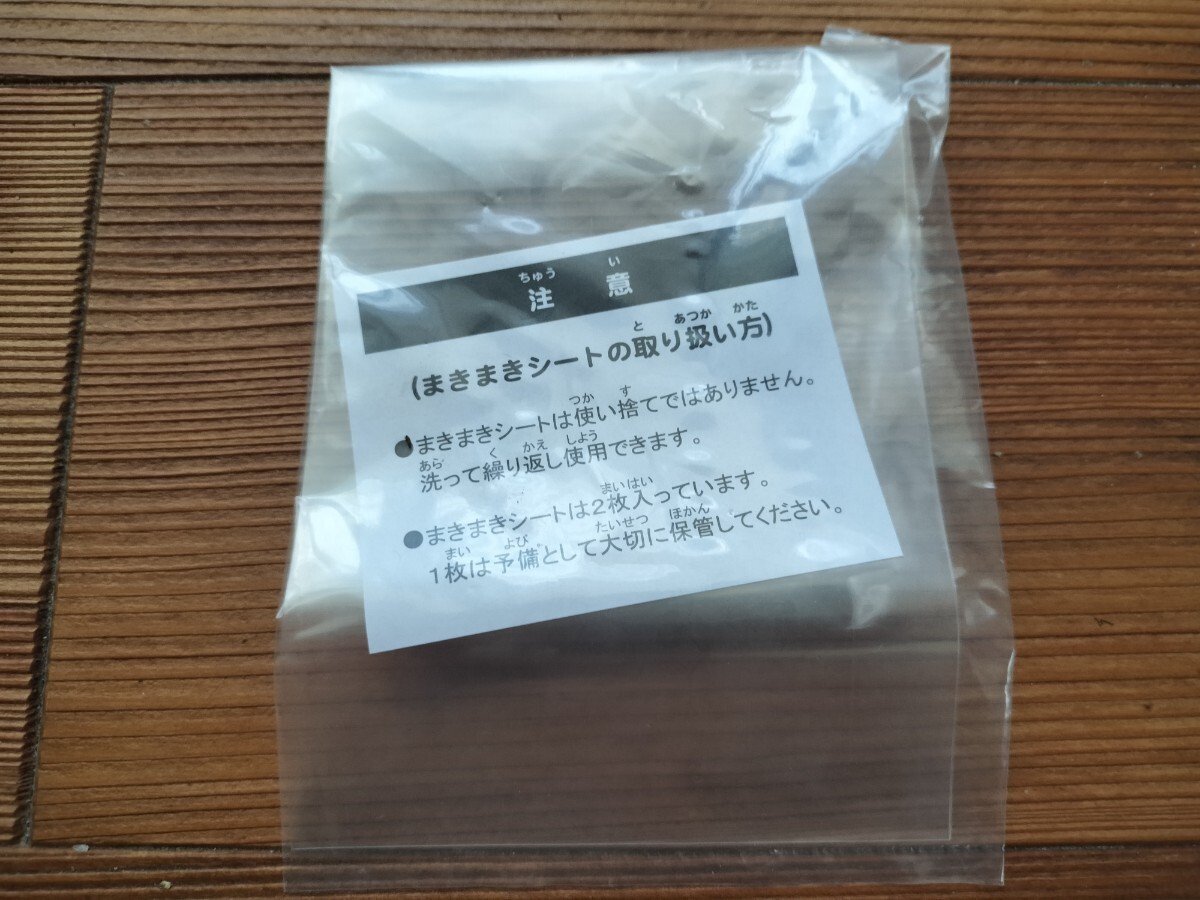 ちゅう い
注 意
と あつか かた
(まきまきシートの取り扱い方)
つか す
●まきまきシートは使い捨てではありません。
あら く かえ しよう
洗って繰り返し使用できます。
まいはい
●まきまきシートは2枚入っています。
まい よび たいせつ ほかん
1枚は予備として大切に保管してください。